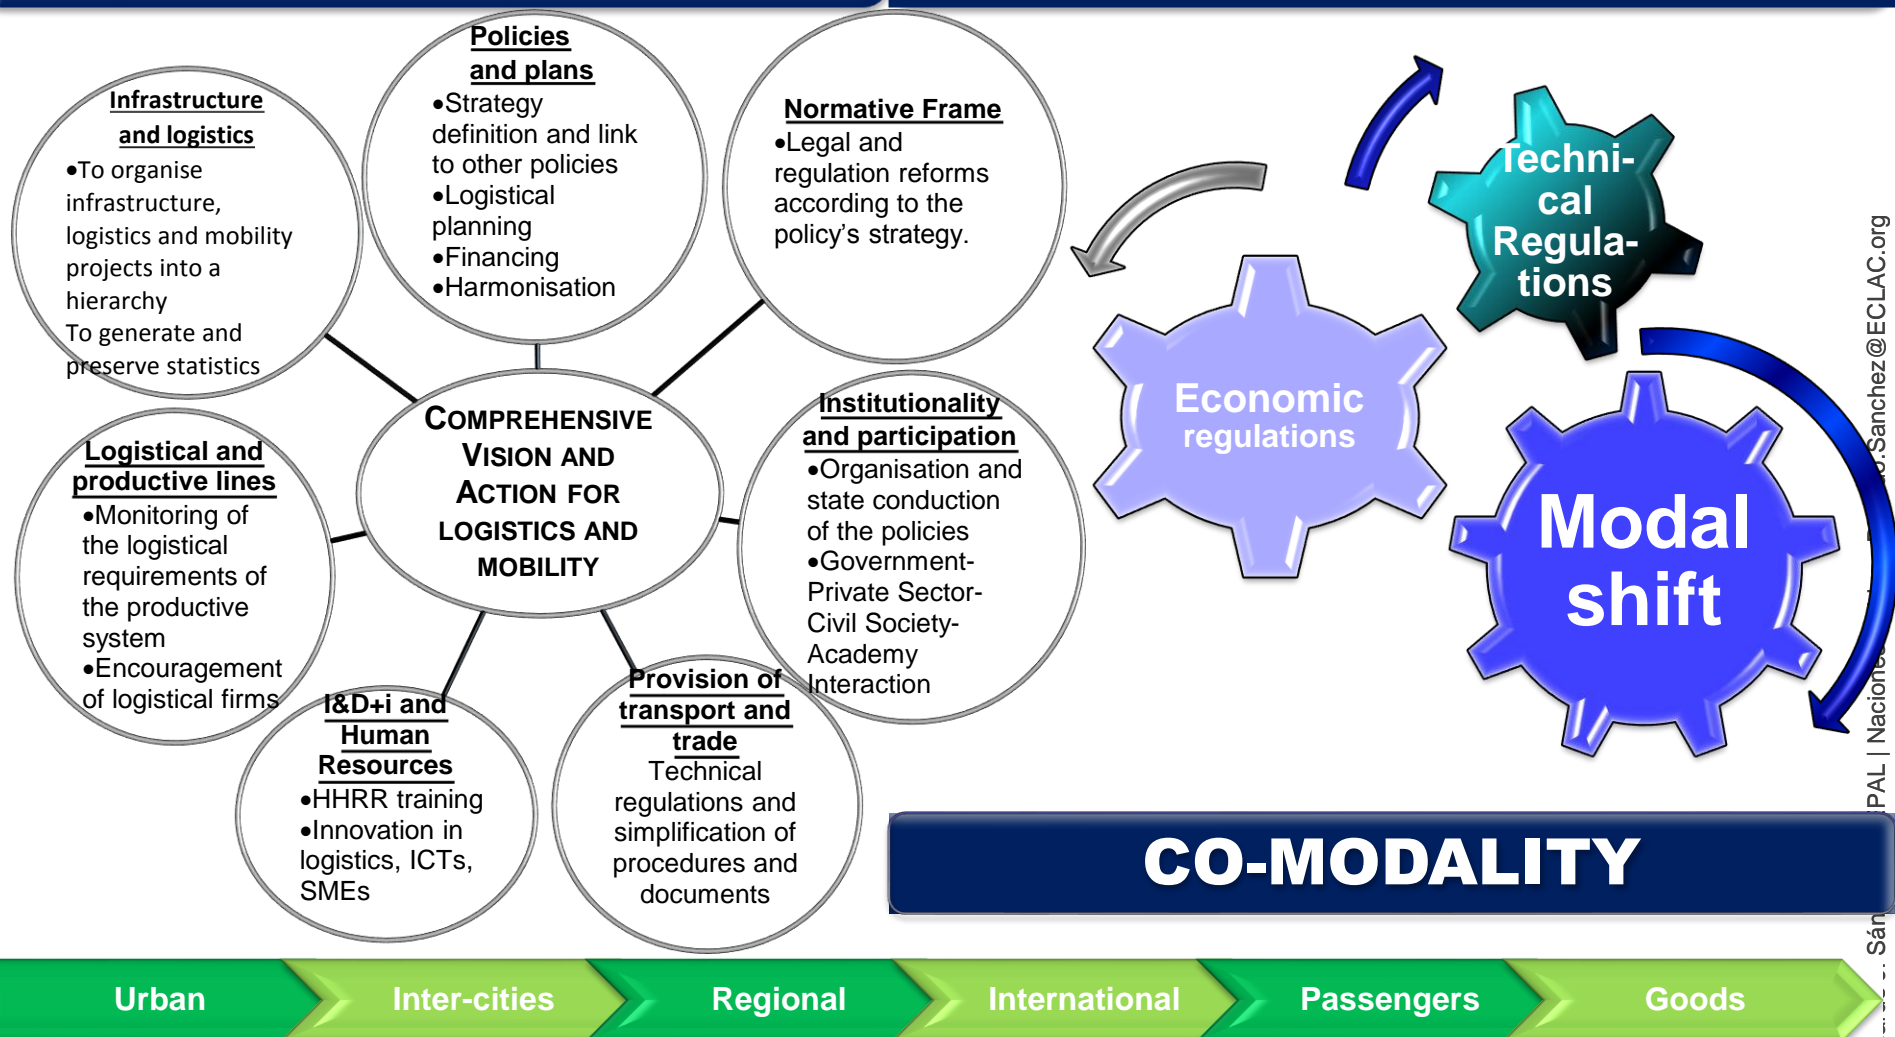 Policies
and plans
•Strategy
definition and link
to other policies
•Logistical
planning
•Financing
•Harmonisation
Infrastructure
and logistics
•To organise
infrastructure,
logistics and mobility
projects into a
hierarchy
To generate and
preserve statistics
Normative Frame
•Legal and
regulation reforms
according to the
policy's strategy.
COMPREHENSIVE
VISION AND
ACTION FOR
LOGISTICS AND
MOBILITY
Institutionality
and participation
•Organisation and
state conduction
of the policies
•Government-
Private Sector-
Civil Society-
Academy
Interaction
Logistical and
productive lines
•Monitoring of
the logistical
requirements of
the productive
system
•Encouragement
of logistical firms
I&D+i and
Human
Resources
•HHRR training
•Innovation in
logistics, ICTs,
SMEs
Provision of
transport and
trade
Technical
regulations and
simplification of
procedures and
documents
Techni-
cal
Regula-
tions
Economic
regulations
Modal
shift
CO-MODALITY
Urban
Inter-cities
Regional
International
Passengers
Goods
| Naciones .Sanchez@ECLAC.org